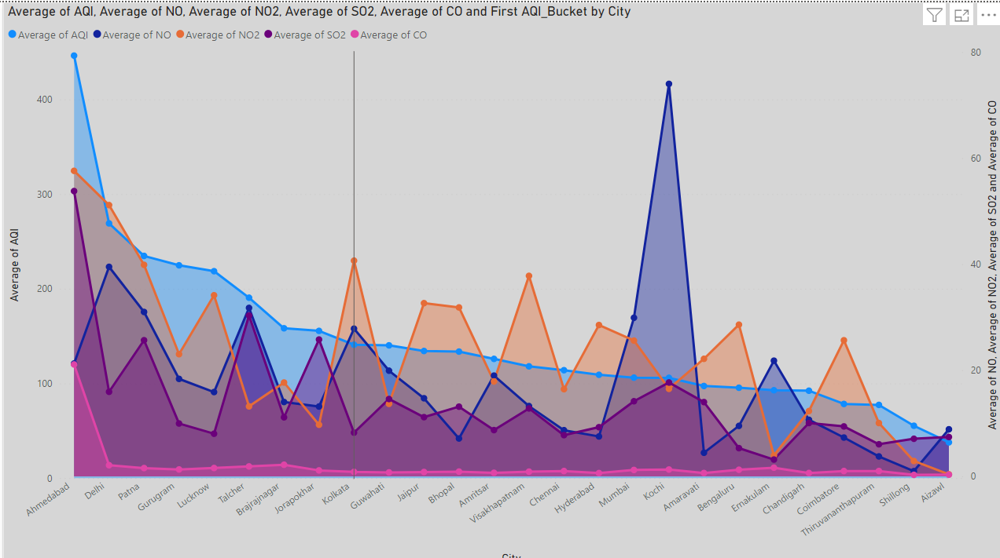 Average of AQI, Average of NO, Average of NO2, Average of SO2, Average of CO and First AQI_Bucket by City
Average of AQI Average of NO Average of NO2 Average of SO2 Average of CO
Average of AQI
400
300
200
100
0
80
60
40
20
0
Average of NO, Average of NO2, Average of SO2 and Average of CO
Ahmedabad
Delhi
Patna
Gurugram
Lucknow
Talcher
Brajrajnagar
Jorapokhar
Kolkata
Guwahati
Jaipur
Bhopal
Amritsar
Visakhapatnam
Chennai
Hyderabad
Mumbai
Kochi
Amaravati
Bengaluru
Ernakulam
Chandigarh
Coimbatore
Thiruvananthapuram
Shillong
Aizawl
City